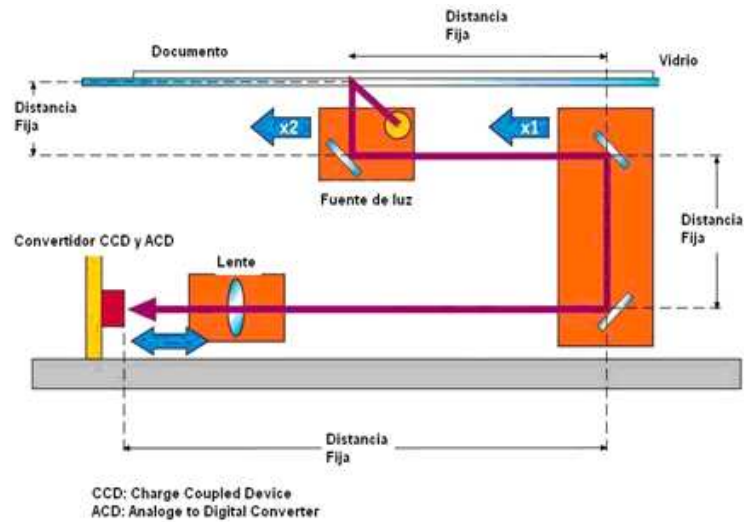 Distancia
Fija
Documento
Vidrio
Distancia
Fija
x2
x1
Fuente de luz
Distancia
Fija
Convertidor CCD y ACD
Lente
Distancia
Fija
CCD: Charge Coupled Device
ACD: Analoge to Digital Converter